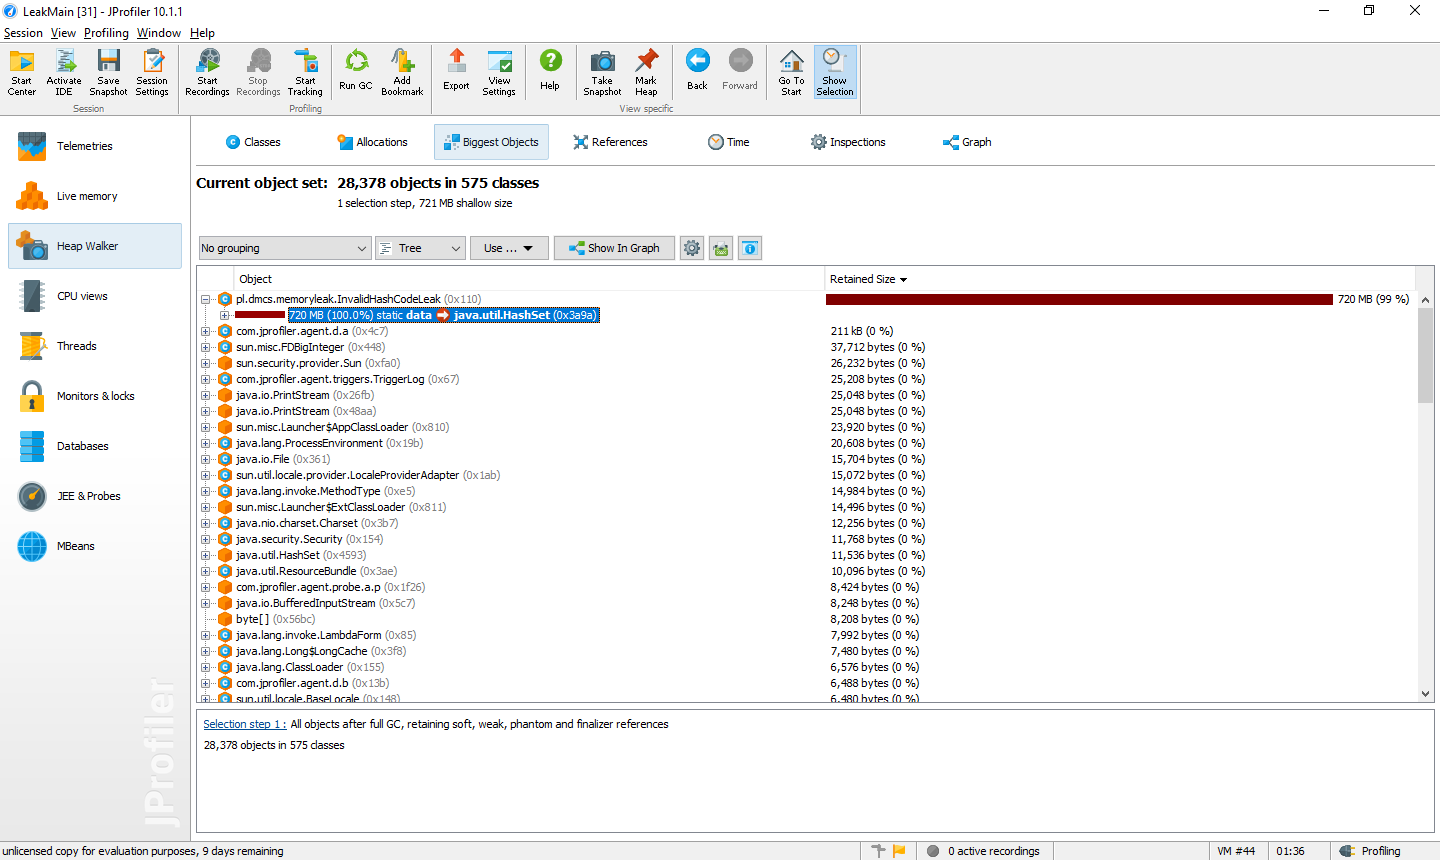 LeakMain [31] - JProfiler 10.1.1
Session View Profiling Window Help
Start Center
Activate IDE
Save Snapshot
Session Settings
Start Recordings
Stop Recordings
Start Tracking
Run GC
Add Bookmark
Export
View Settings
Help
Take Snapshot
Mark Heap
Back
Forward
Go To Start
Show Selection
Session
Profiling
View specific
Telemetries
Live memory
Heap Walker
CPU views
Threads
Monitors & locks
Databases
JEE & Probes
MBeans
JProfiler
Classes
Allocations
Biggest Objects
References
Time
Inspections
Graph
Current object set: 28,378 objects in 575 classes
1 selection step, 721 MB shallow size
No grouping
Tree
Use ...
Show In Graph
Object Retained Size
pl.dmcs.memoryleak.InvalidHashCodeLeak (0x110) 720 MB (99 %)
720 MB (100.0%) static data java.util.HashSet (0x3a9a)
com.jprofiler.agent.d.a (0x4c7) 211 kB (0 %)
sun.misc.FDBigInteger (0x448) 37,712 bytes (0 %)
sun.security.provider.Sun (0xfa0) 26,232 bytes (0 %)
com.jprofiler.agent.triggers.TriggerLog (0x67) 25,208 bytes (0 %)
java.io.PrintStream (0x26fb) 25,048 bytes (0 %)
java.io.PrintStream (0x48aa) 25,048 bytes (0 %)
sun.misc.Launcher$AppClassLoader (0x810) 23,920 bytes (0 %)
java.lang.ProcessEnvironment (0x19b) 20,608 bytes (0 %)
java.io.File (0x361) 15,704 bytes (0 %)
sun.util.locale.provider.LocaleProviderAdapter (0x1ab) 15,072 bytes (0 %)
java.lang.invoke.MethodType (0xe5) 14,984 bytes (0 %)
sun.misc.Launcher$ExtClassLoader (0x811) 14,496 bytes (0 %)
java.nio.charset.Charset (0x3b7) 12,256 bytes (0 %)
java.security.Security (0x154) 11,768 bytes (0 %)
java.util.HashSet (0x4593) 11,536 bytes (0 %)
java.util.ResourceBundle (0x3ae) 10,096 bytes (0 %)
com.jprofiler.agent.probe.a.p (0x1f26) 8,424 bytes (0 %)
java.io.BufferedInputStream (0x5c7) 8,248 bytes (0 %)
byte[] (0x56bc) 8,208 bytes (0 %)
java.lang.invoke.LambdaForm (0x85) 7,992 bytes (0 %)
java.lang.Long$LongCache (0x3f8) 7,480 bytes (0 %)
java.lang.ClassLoader (0x155) 6,576 bytes (0 %)
com.jprofiler.agent.d.b (0x13b) 6,488 bytes (0 %)
sun.util.locale.BaseLocale (0x148) 6,480 bytes (0 %)
Selection step 1 : All objects after full GC, retaining soft, weak, phantom and finalizer references
28,378 objects in 575 classes
unlicensed copy for evaluation purposes, 9 days remaining
0 active recordings
VM #44
01:36
Profiling